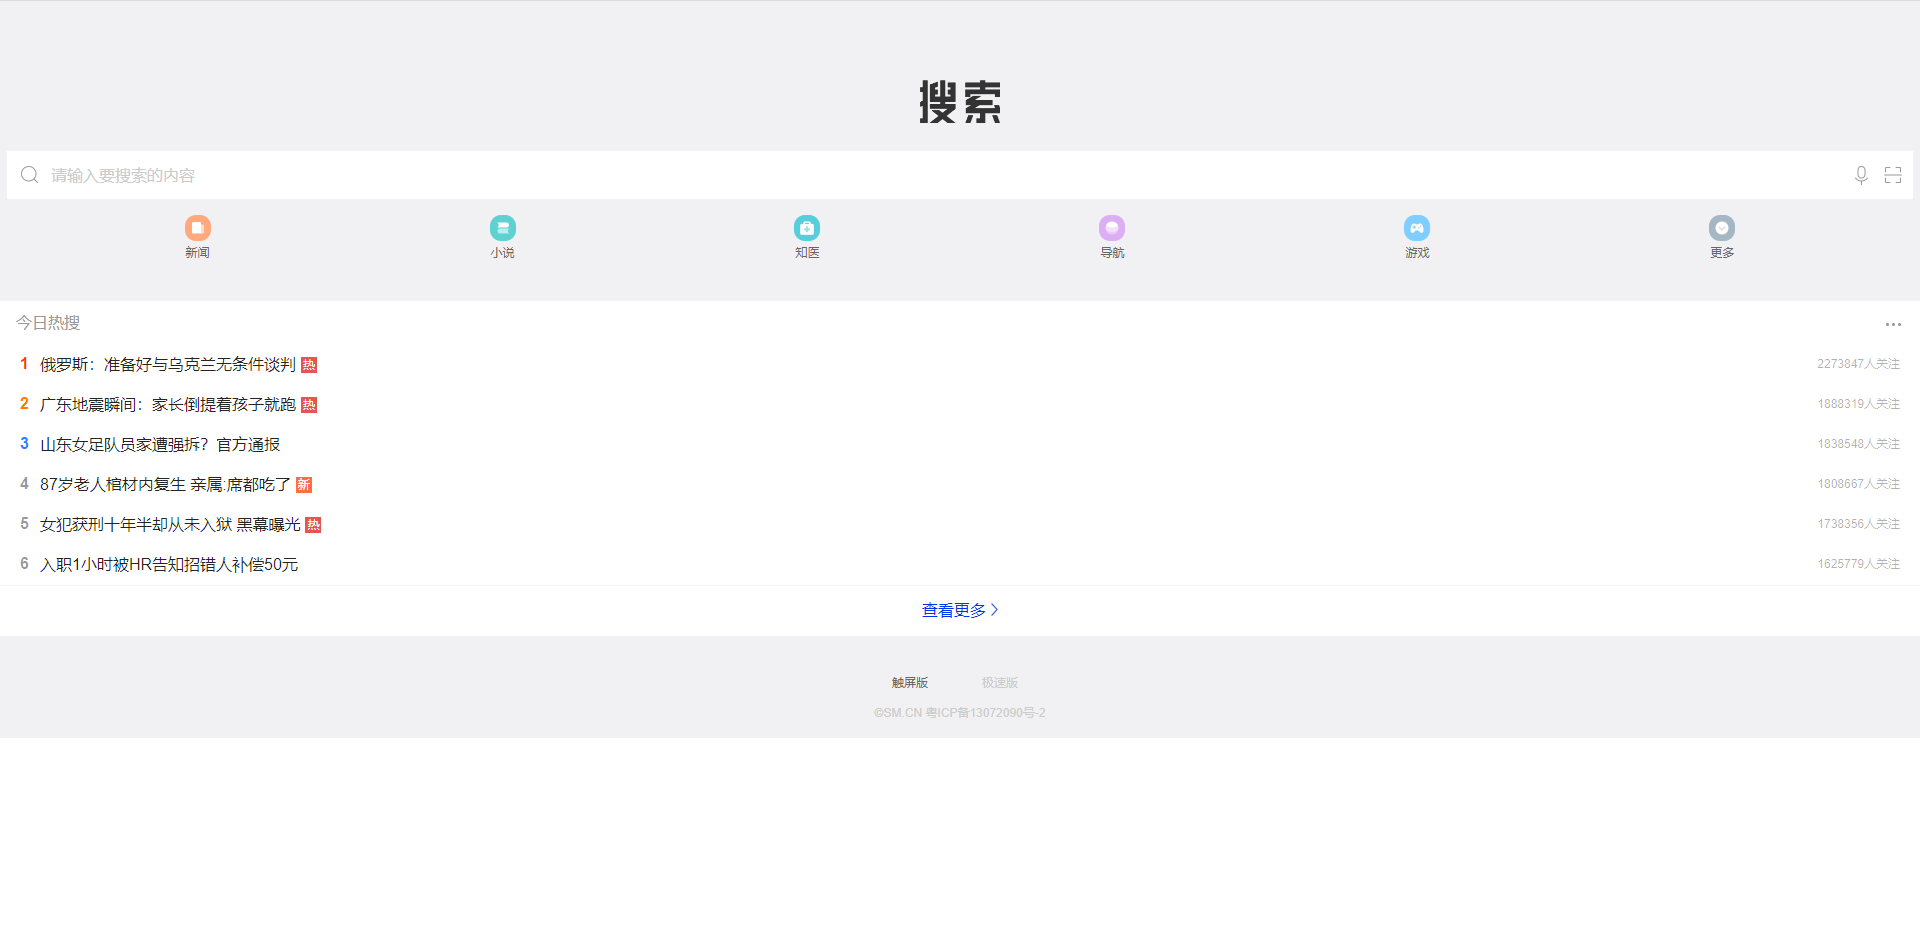 搜索
请输入要搜索的内容
新闻 小说 知医 导航 游戏 更多
今日热搜
1 俄罗斯：准备好与乌克兰无条件谈判 热 2273847人关注
2 广东地震瞬间：家长倒提着孩子就跑 热 1888319人关注
3 山东女足队员家遭强拆？官方通报 1838548人关注
4 87岁老人棺材内复生 亲属:席都吃了 新 1808667人关注
5 女犯获刑十年半却从未入狱 黑幕曝光 热 1738356人关注
6 入职1小时被HR告知招错人补偿50元 1625779人关注
查看更多
触屏版 极速版
©SM.CN 粤ICP备13072090号-2